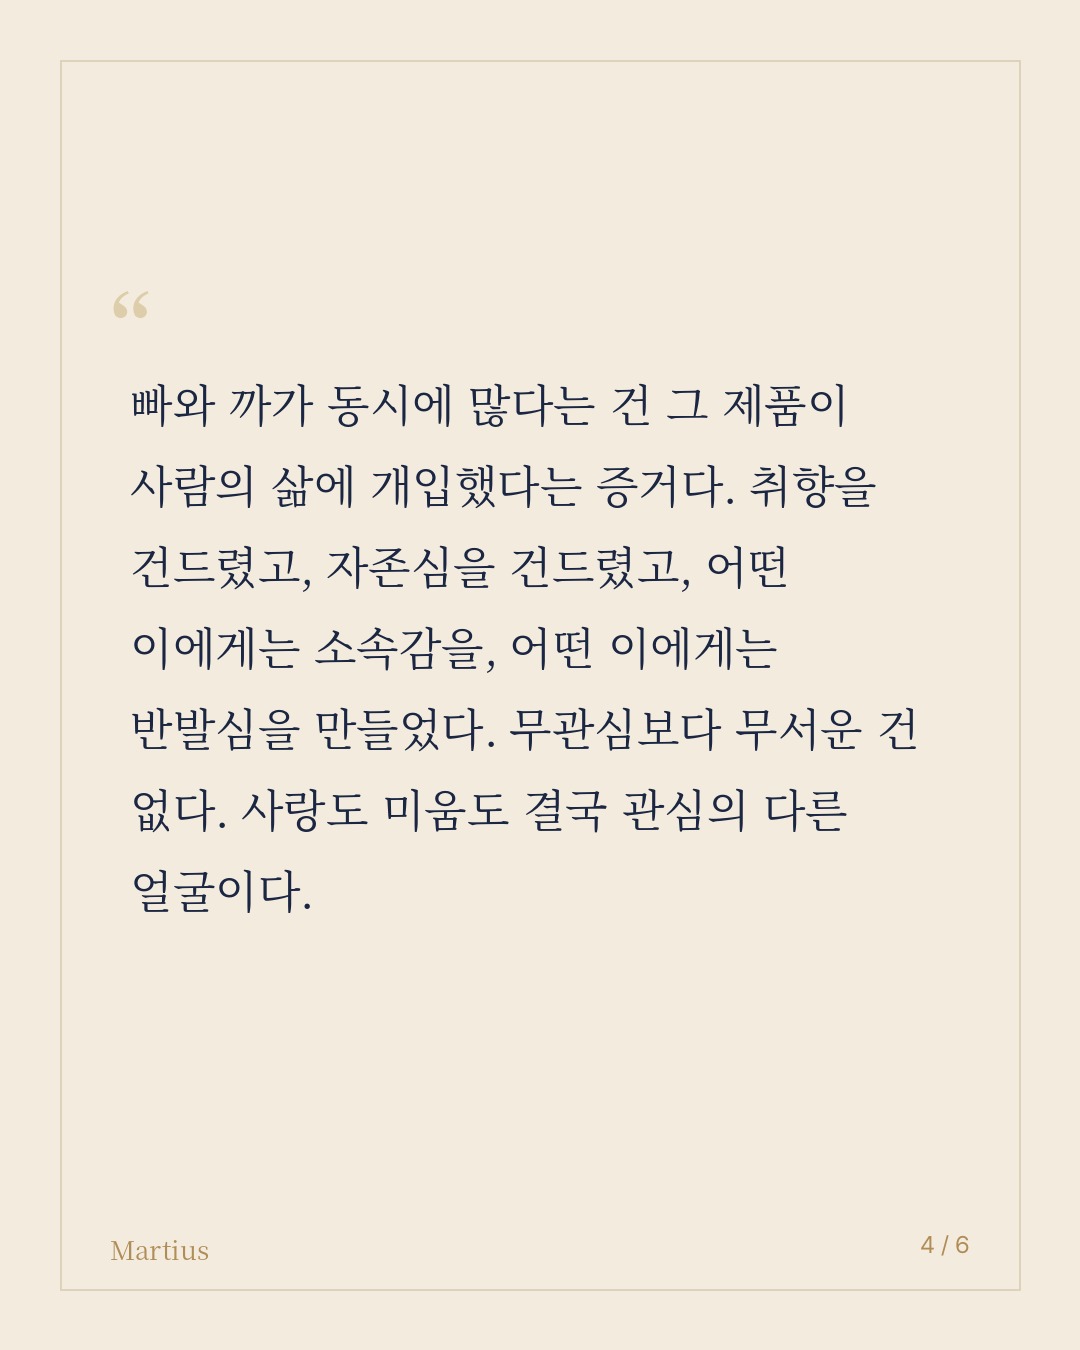 “
빠와 까가 동시에 많다는 건 그 제품이
사람의 삶에 개입했다는 증거다. 취향을
건드렸고, 자존심을 건드렸고, 어떤
이에게는 소속감을, 어떤 이에게는
반발심을 만들었다. 무관심보다 무서운 건
없다. 사랑도 미움도 결국 관심의 다른
얼굴이다.
Martius
4 / 6